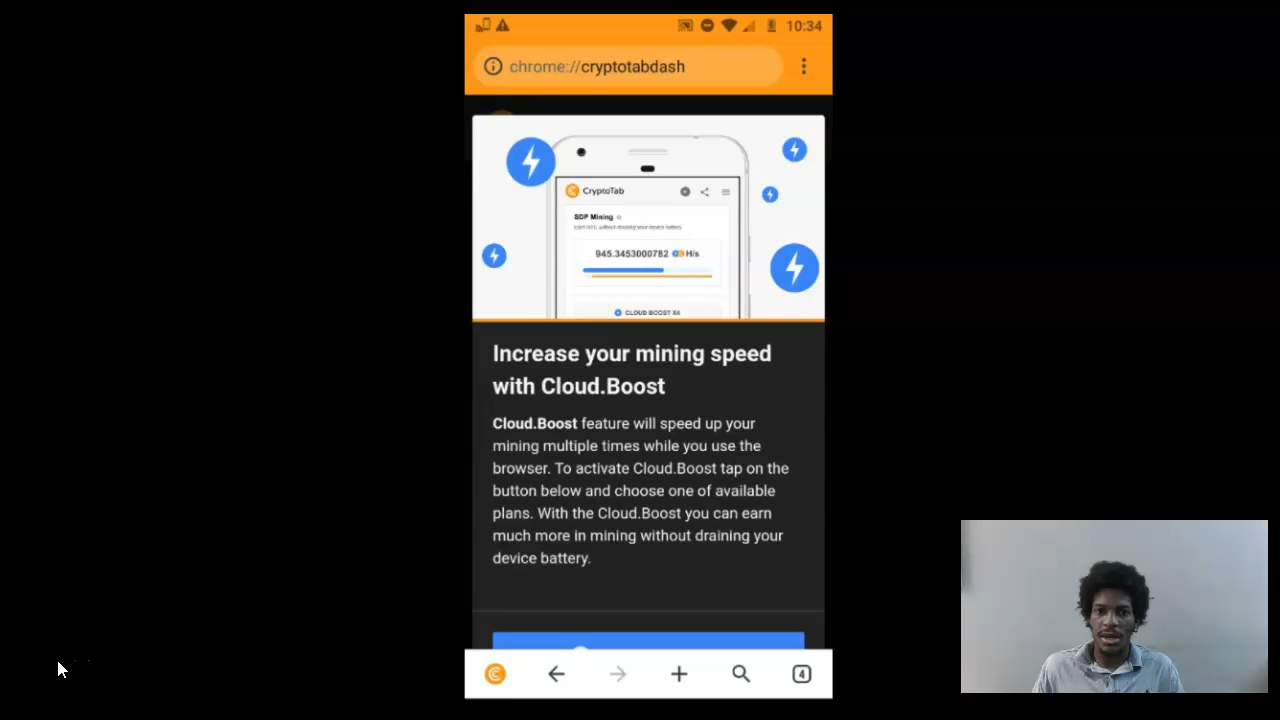 10:34
chrome://cryptotabdash
CryptoTab
SDP Mining
945.3453000782 H/s
CLOUD BOOST X4
Increase your mining speed
with Cloud.Boost
Cloud.Boost feature will speed up your
mining multiple times while you use the
browser. To activate Cloud.Boost tap on the
button below and choose one of available
plans. With the Cloud.Boost you can earn
much more in mining without draining your
device battery.
4